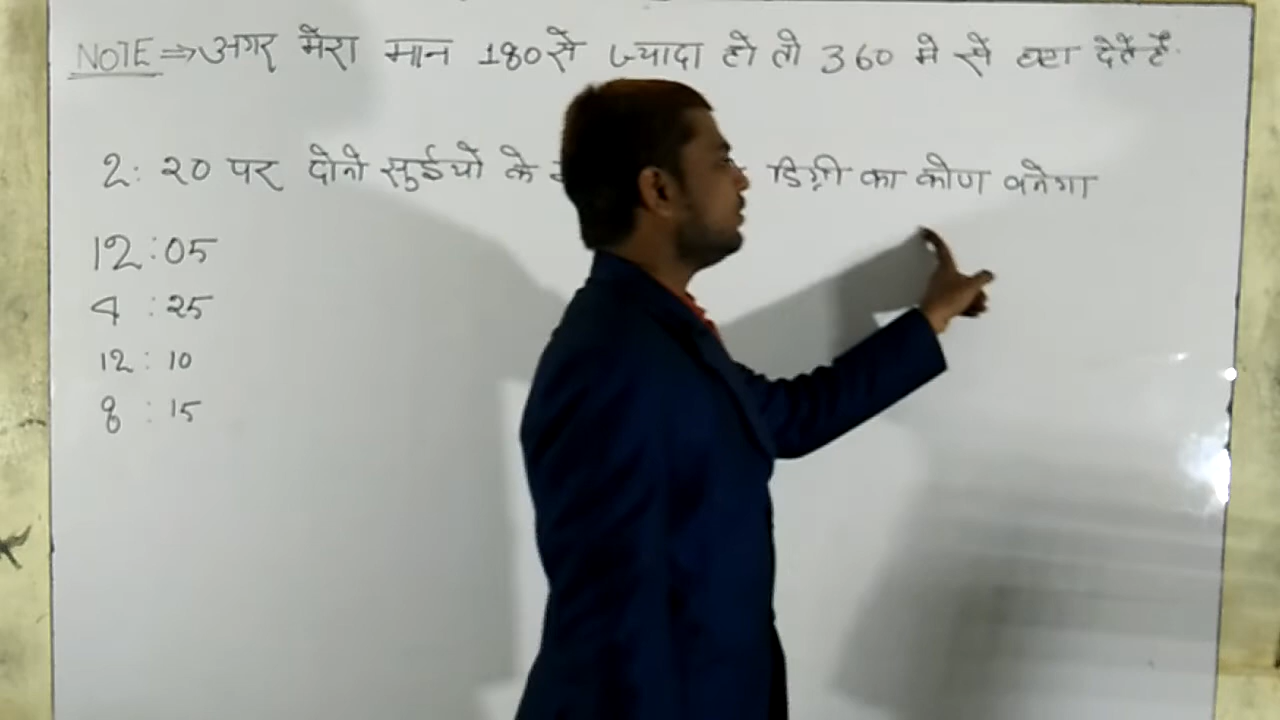 NOTE ⇒ अगर मेरा मान 180 से ज्यादा हो तो 360 मे से घटा देते है.
2: 20 पर दोनो सुईयों के डिग्री का कोण बनेगा
12:05
4 : 25
12 : 10
8 : 15